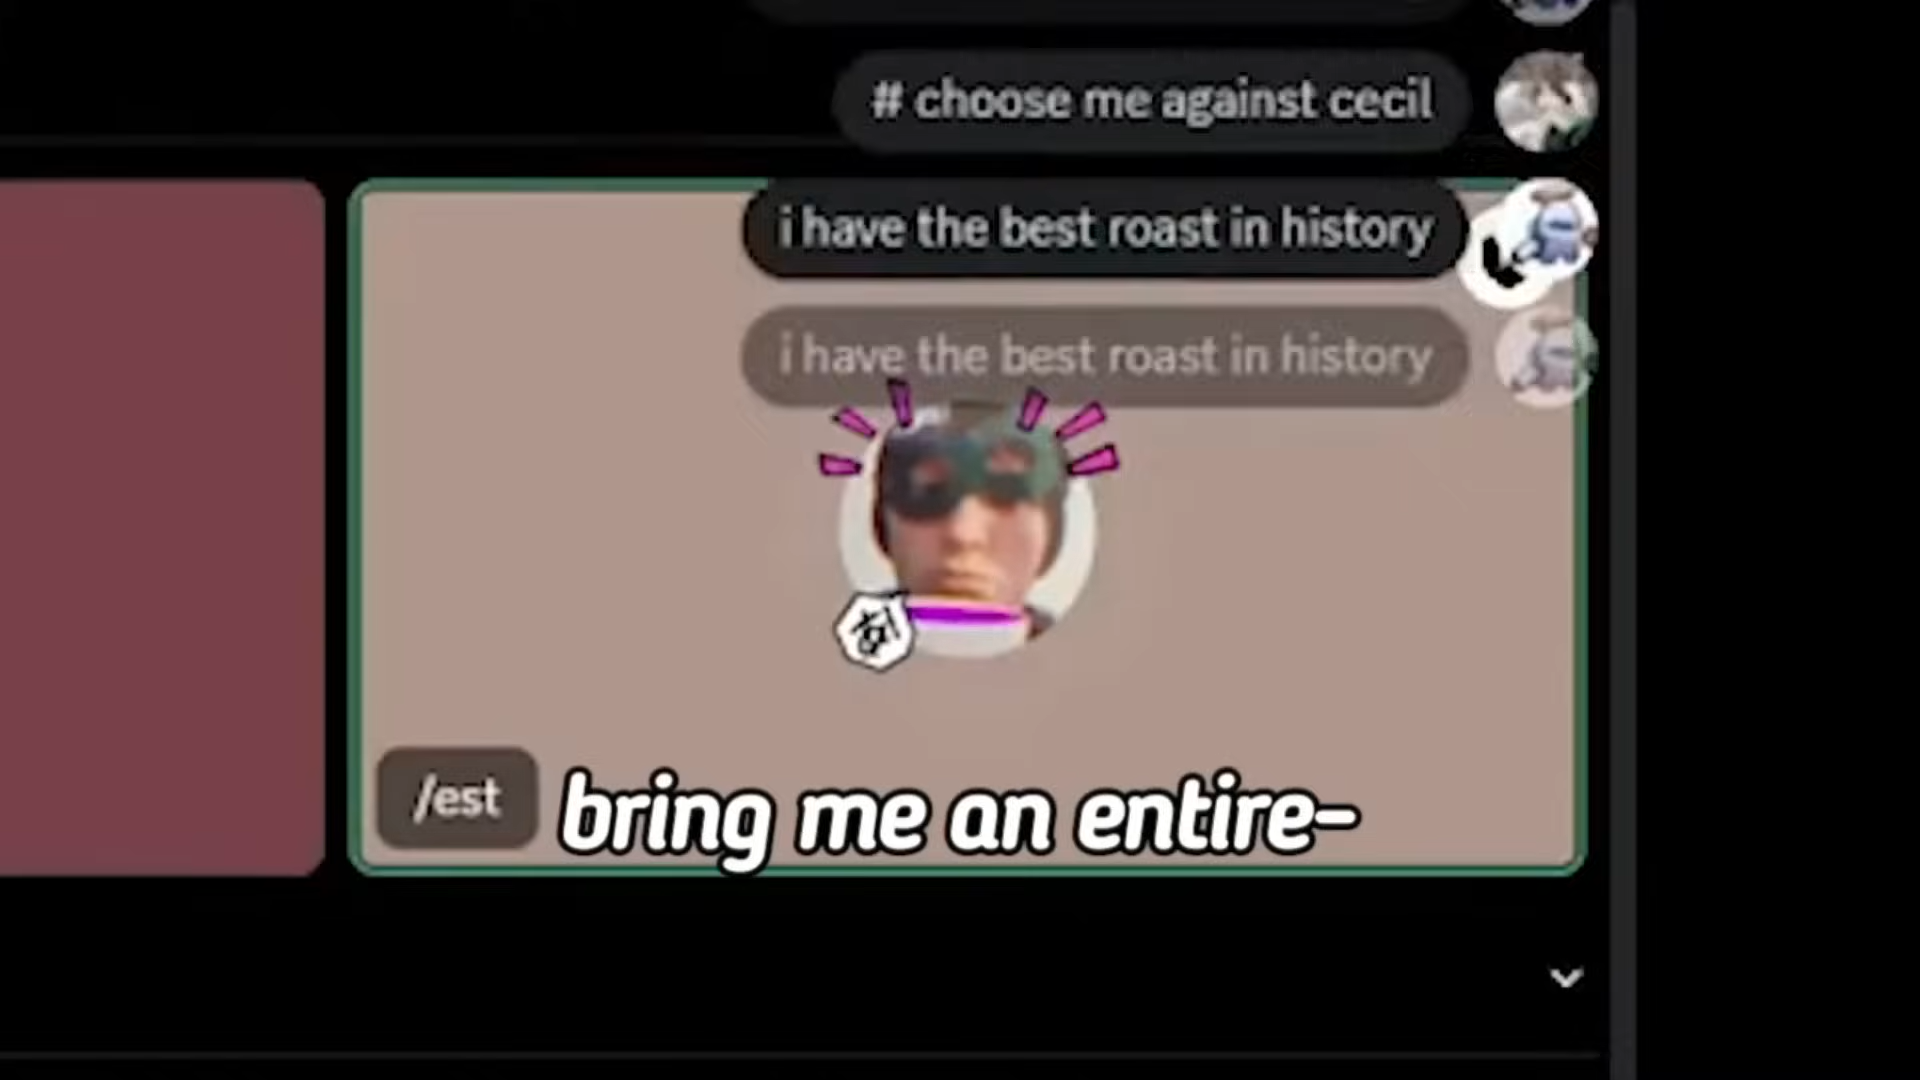 # choose me against cecil
i have the best roast in history
i have the best roast in history
/est
bring me an entire-